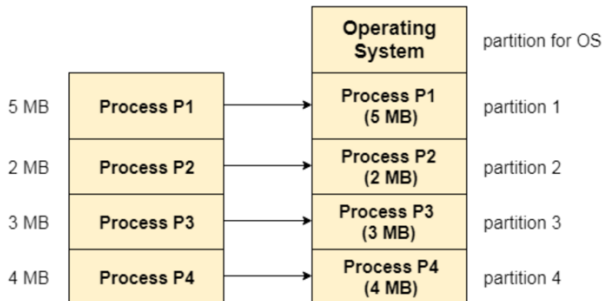 Operating
System
partition for OS
5 MB
Process P1
Process P1
(5 MB)
partition 1
2 MB
Process P2
Process P2
(2 MB)
partition 2
3 MB
Process P3
Process P3
(3 MB)
partition 3
4 MB
Process P4
Process P4
(4 MB)
partition 4